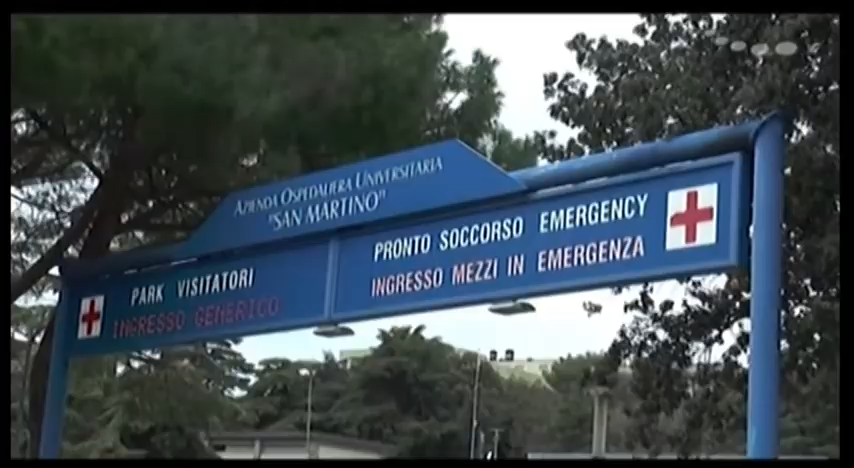 AZIENDA OSPEDALIERA UNIVERSITARIA
"SAN MARTINO"
PARK VISITATORI
INGRESSO GENERICO
PRONTO SOCCORSO EMERGENCY
INGRESSO MEZZI IN EMERGENZA